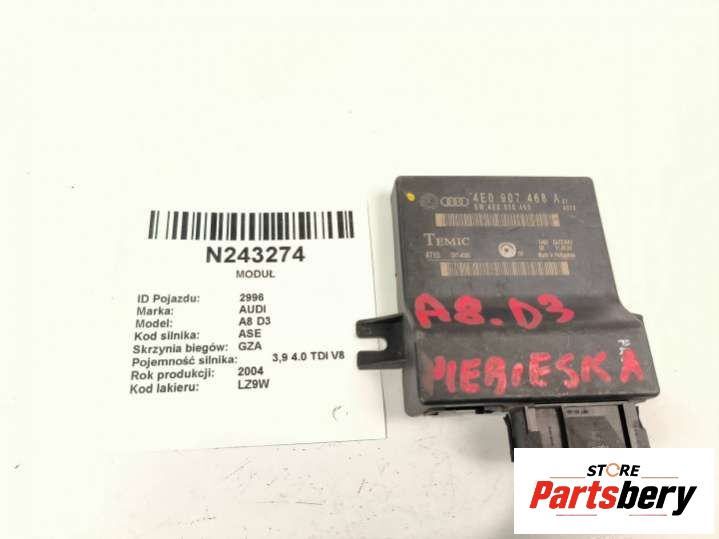 N243274
MODUŁ
ID Pojazdu: 2996
Marka: AUDI
Model: A8 D3
Kod silnika: ASE
Skrzynia biegów: GZA
Pojemność silnika: 3,9 4.0 TDI V8
Rok produkcji: 2004
Kod lakieru: LZ9W
4E0 907 468 A
TEMIC
A8.D3
STORE
Partsbery